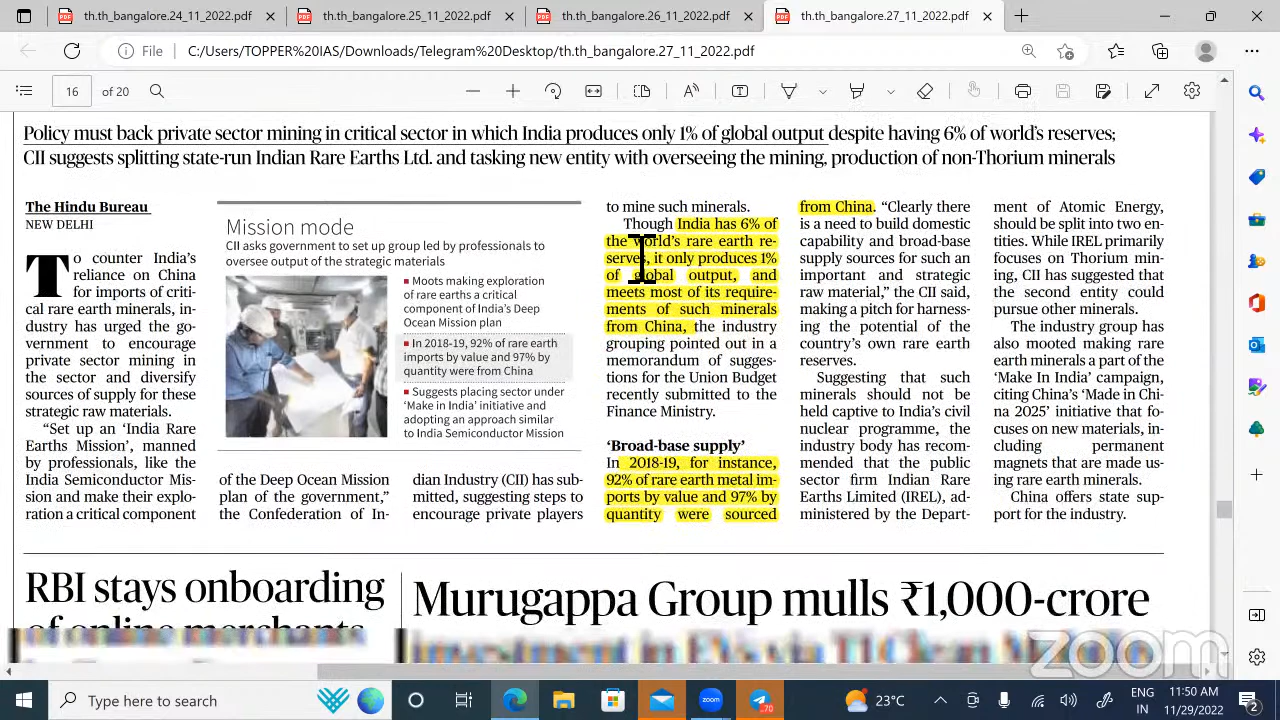 th.th_bangalore.24_11_2022.pdf
th.th_bangalore.25_11_2022.pdf
th.th_bangalore.26_11_2022.pdf
th.th_bangalore.27_11_2022.pdf
File
C:/Users/TOPPER%20IAS/Downloads/Telegram%20Desktop/th.th_bangalore.27_11_2022.pdf
16 of 20
Policy must back private sector mining in critical sector in which India produces only 1% of global output despite having 6% of world's reserves;
CII suggests splitting state-run Indian Rare Earths Ltd. and tasking new entity with overseeing the mining, production of non-Thorium minerals
The Hindu Bureau
NEW DELHI
To counter India's
reliance on China
for imports of criti-
cal rare earth minerals, in-
dustry has urged the go-
vernment to encourage
private sector mining in
the sector and diversify
sources of supply for these
strategic raw materials.
"Set up an 'India Rare
Earths Mission', manned
by professionals, like the
India Semiconductor Mis-
sion and make their explo-
ration a critical component
Mission mode
CII asks government to set up group led by professionals to
oversee output of the strategic materials
Moots making exploration
of rare earths a critical
component of India's Deep
Ocean Mission plan
In 2018-19, 92% of rare earth
imports by value and 97% by
quantity were from China
Suggests placing sector under
'Make in India' initiative and
adopting an approach similar
to India Semiconductor Mission
of the Deep Ocean Mission
plan of the government,"
the Confederation of In-
dian Industry (CII) has sub-
mitted, suggesting steps to
encourage private players
to mine such minerals.
Though India has 6% of
the world's rare earth re-
serves, it only produces 1%
of global output, and
meets most of its require-
ments of such minerals
from China, the industry
grouping pointed out in a
memorandum of sugges-
tions for the Union Budget
recently submitted to the
Finance Ministry.
'Broad-base supply'
In 2018-19, for instance,
92% of rare earth metal im-
ports by value and 97% by
quantity were sourced
from China. "Clearly there
is a need to build domestic
capability and broad-base
supply sources for such an
important and strategic
raw material," the CII said,
making a pitch for harness-
ing the potential of the
country's own rare earth
reserves.
Suggesting that such
minerals should not be
held captive to India's civil
nuclear programme, the
industry body has recom-
mended that the public
sector firm Indian Rare
Earths Limited (IREL), ad-
ministered by the Depart-
ment of Atomic Energy,
should be split into two en-
tities. While IREL primarily
focuses on Thorium min-
ing, CII has suggested that
the second entity could
pursue other minerals.
The industry group has
also mooted making rare
earth minerals a part of the
'Make In India' campaign,
citing China's 'Made in Chi-
na 2025' initiative that fo-
cuses on new materials, in-
cluding permanent
magnets that are made us-
ing rare earth minerals.
China offers state sup-
port for the industry.
RBI stays onboarding
of online merchants
Murugappa Group mulls ₹1,000-crore
zoom
Type here to search
zoom
70
23°C
ENG
IN
11:50 AM
11/29/2022
2